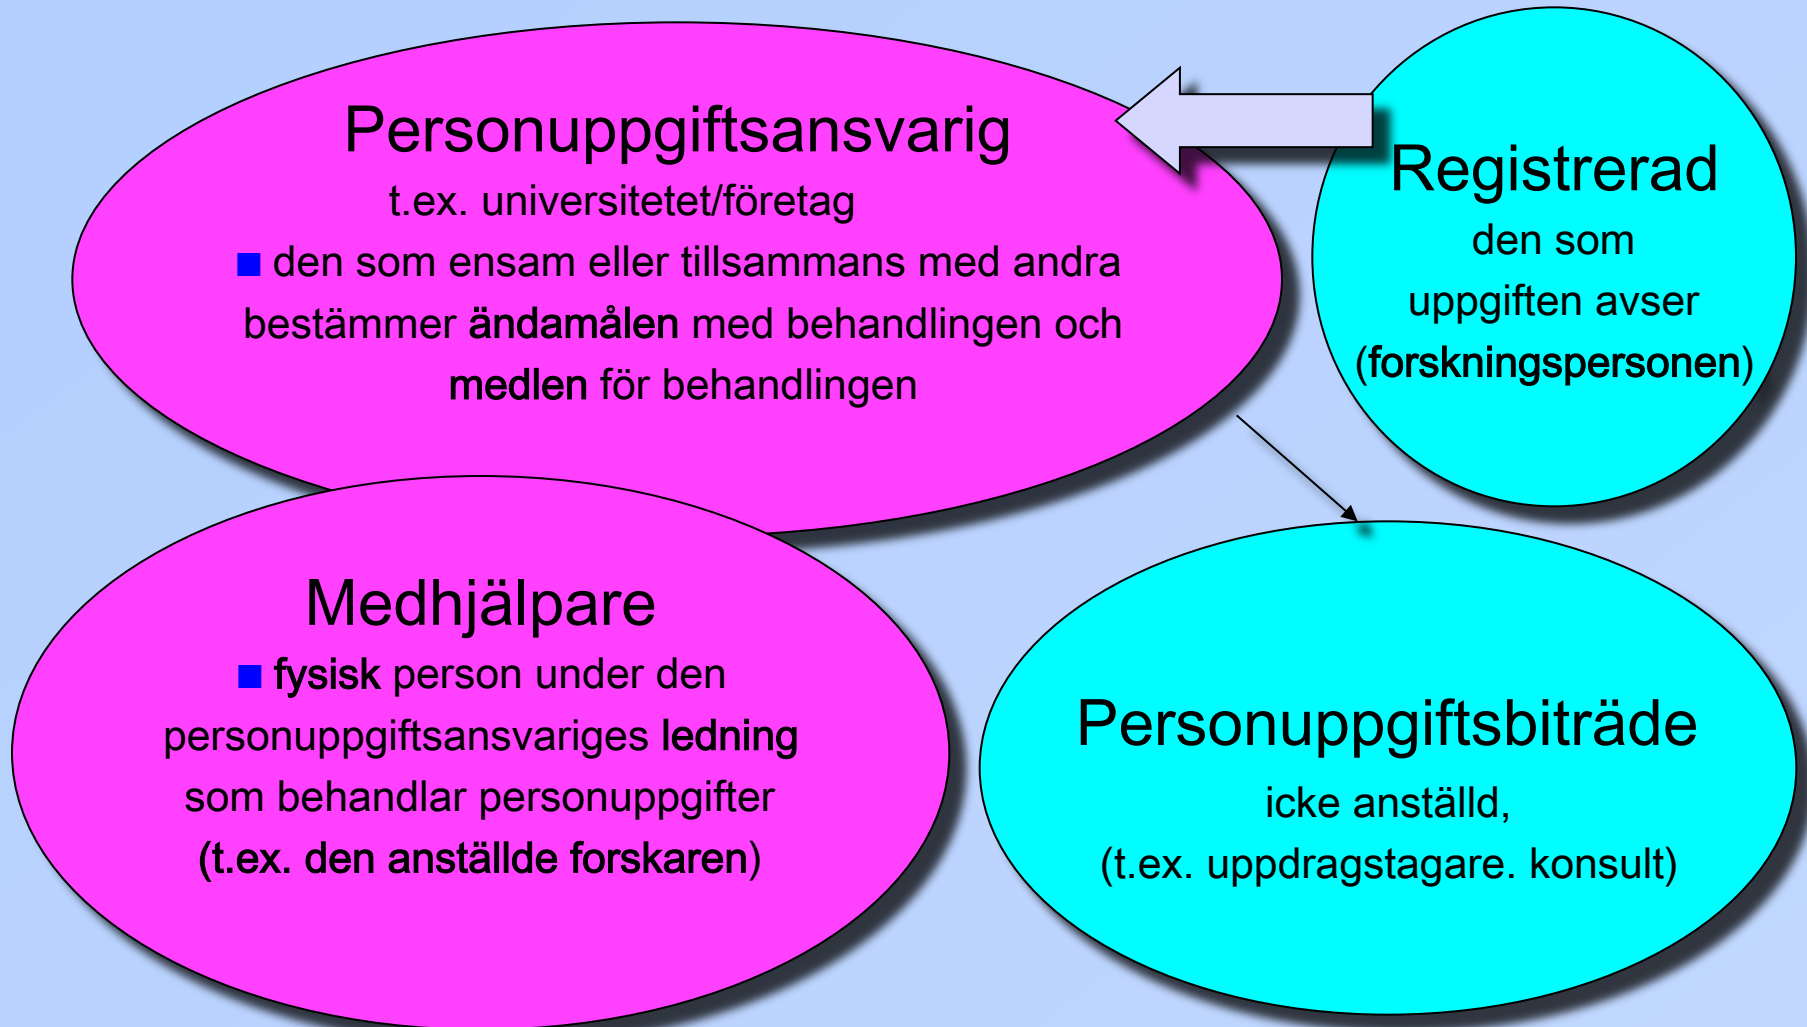 Personuppgiftsansvarig
t.ex. universitetet/företag
■ den som ensam eller tillsammans med andra
bestämmer ändamålen med behandlingen och
medlen för behandlingen
Registrerad
den som
uppgiften avser
(forskningspersonen)
Medhjälpare
■ fysisk person under den
personuppgiftsansvariges ledning
som behandlar personuppgifter
(t.ex. den anställde forskaren)
Personuppgiftsbiträde
icke anställd,
(t.ex. uppdragstagare. konsult)